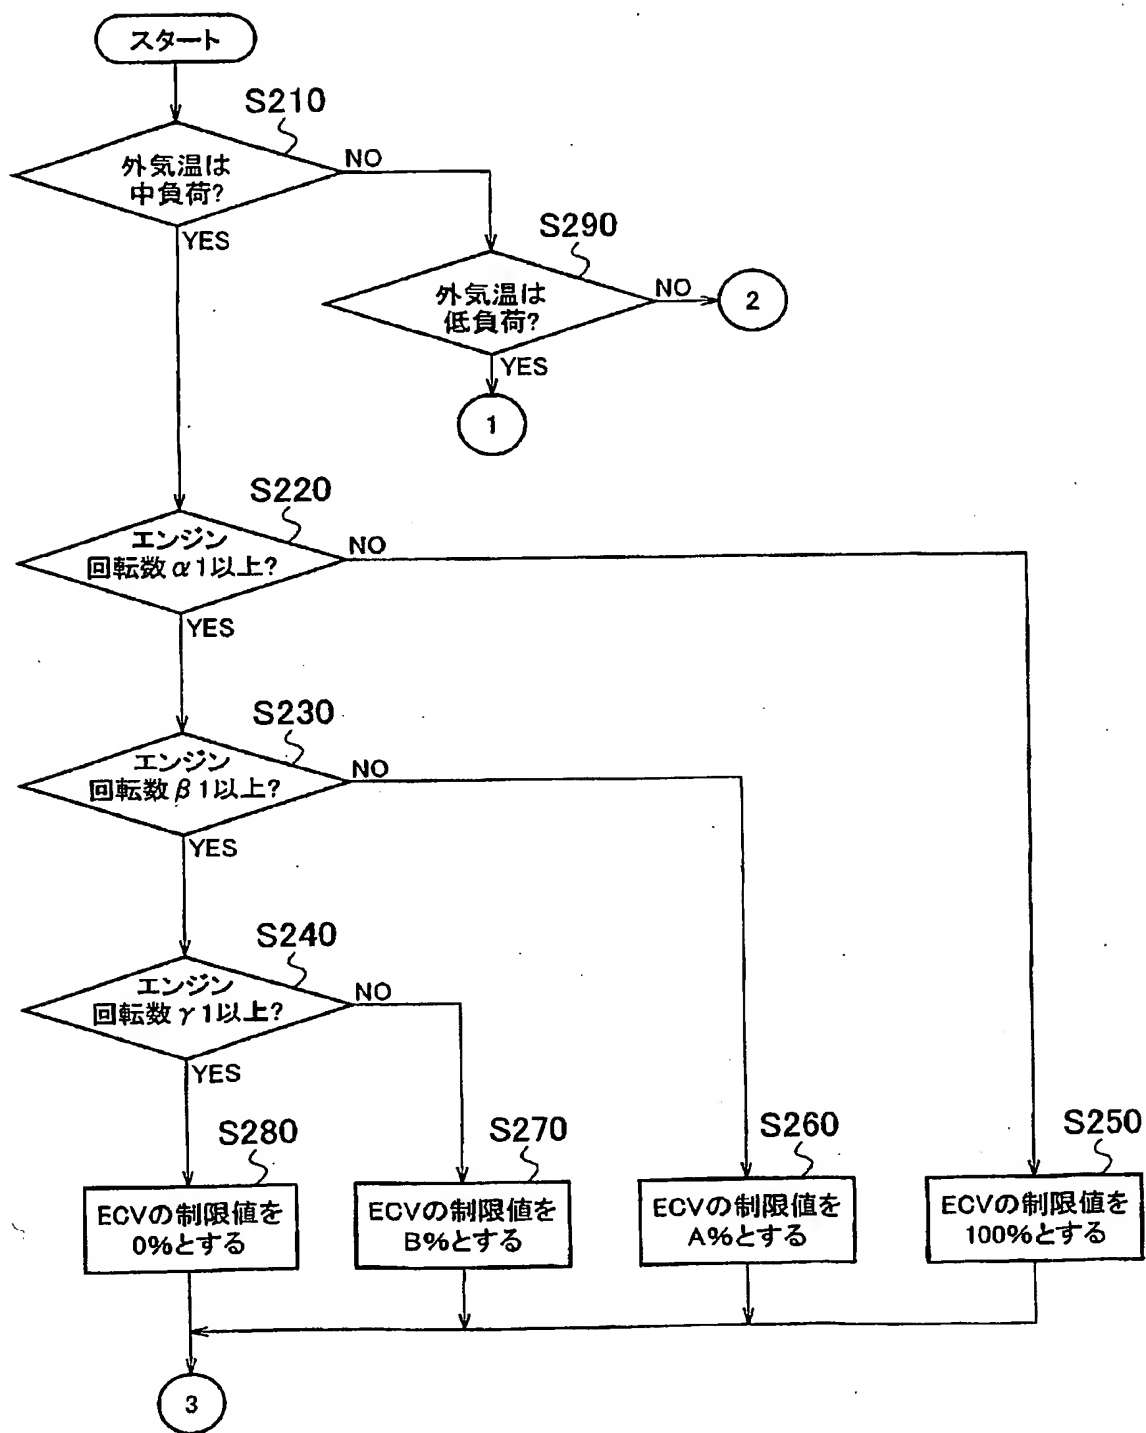 スタート
S210
外気温は
中負荷?
NO
YES
S290
外気温は
低負荷?
NO
2
YES
1
S220
エンジン
回転数α1以上?
NO
YES
S230
エンジン
回転数β1以上?
NO
YES
S240
エンジン
回転数γ1以上?
NO
YES
S280
ECVの制限値を
0%とする
S270
ECVの制限値を
B%とする
S260
ECVの制限値を
A%とする
S250
ECVの制限値を
100%とする
3